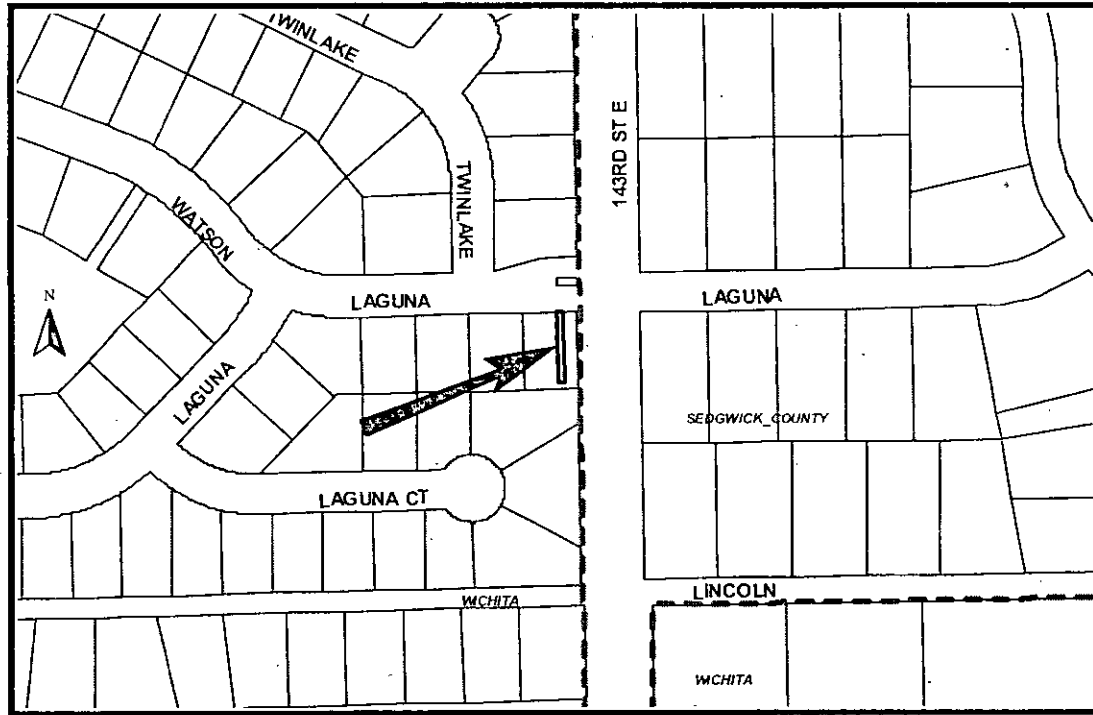 TWINLAKE
143RD ST E
TWINLAKE
WATSON
N
LAGUNA
LAGUNA
LAGUNA
SEDGWICK_COUNTY
LAGUNA CT
LINCOLN
WICHITA
WICHITA